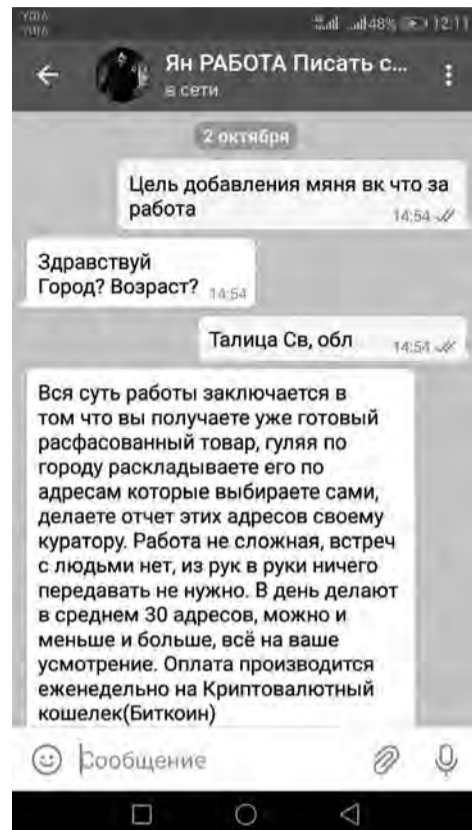 YOTA
YOTA
48% 12:11
Ян РАБОТА Писать с...
в сети
2 октября
Цель добавления мяня вк что за
работа
14:54
Здравствуй
Город? Возраст? 14:54
Талица Св, обл 14:54
Вся суть работы заключается в
том что вы получаете уже готовый
расфасованный товар, гуляя по
городу раскладываете его по
адресам которые выбираете сами,
делаете отчет этих адресов своему
куратору. Работа не сложная, встреч
с людьми нет, из рук в руки ничего
передавать не нужно. В день делают
в среднем 30 адресов, можно и
меньше и больше, всё на ваше
усмотрение. Оплата производится
еженедельно на Криптовалютный
кошелек(Биткоин)
Сообщение